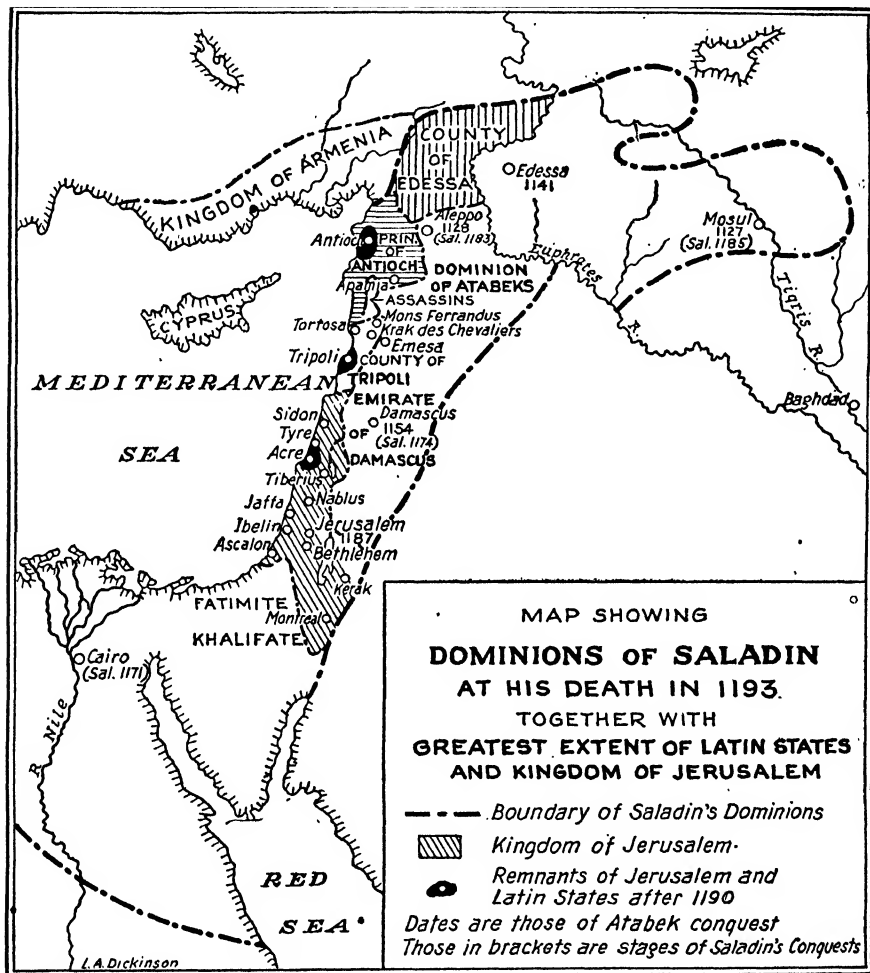 KINGDOM OF ARMENIA
COUNTY
OF
EDESSA
Edessa
1141
Aleppo
1128
(Sal. 1183)
Mosul
1127
(Sal. 1185)
Antioch
PRIN.
OF
ANTIOCH
Euphrates
R.
Apamia
DOMINION
OF ATABEKS
ASSASSINS
Tigris R.
CYPRUS
Mons Ferrandus
Tortosa
Krak des Chevaliers
Emesa
Tripoli
COUNTY OF
TRIPOLI
MEDITERRANEAN
SEA
Baghdad
EMIRATE
OF
DAMASCUS
Sidon
Damascus
1154
(Sal. 1174)
Tyre
Acre
Tiberius
Nablus
Jaffa
Ibelin
Jerusalem
1187
Ascalon
Bethlehem
Kerak
FATIMITE
KHALIFATE
Montreal
Cairo
(Sal. 1171)
R. Nile
RED
SEA
MAP SHOWING
DOMINIONS OF SALADIN
AT HIS DEATH IN 1193.
TOGETHER WITH
GREATEST EXTENT OF LATIN STATES
AND KINGDOM OF JERUSALEM
Boundary of Saladin's Dominions
Kingdom of Jerusalem.
Remnants of Jerusalem and
Latin States after 1190
Dates are those of Atabek conquest
Those in brackets are stages of Saladin's Conquests
L.A. Dickinson